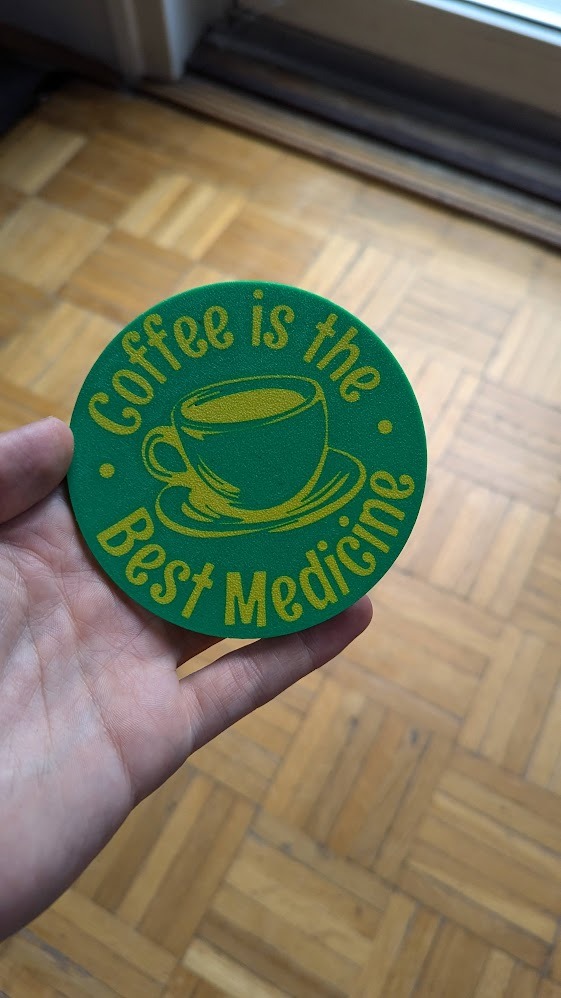 Coffee is the
Best Medicine